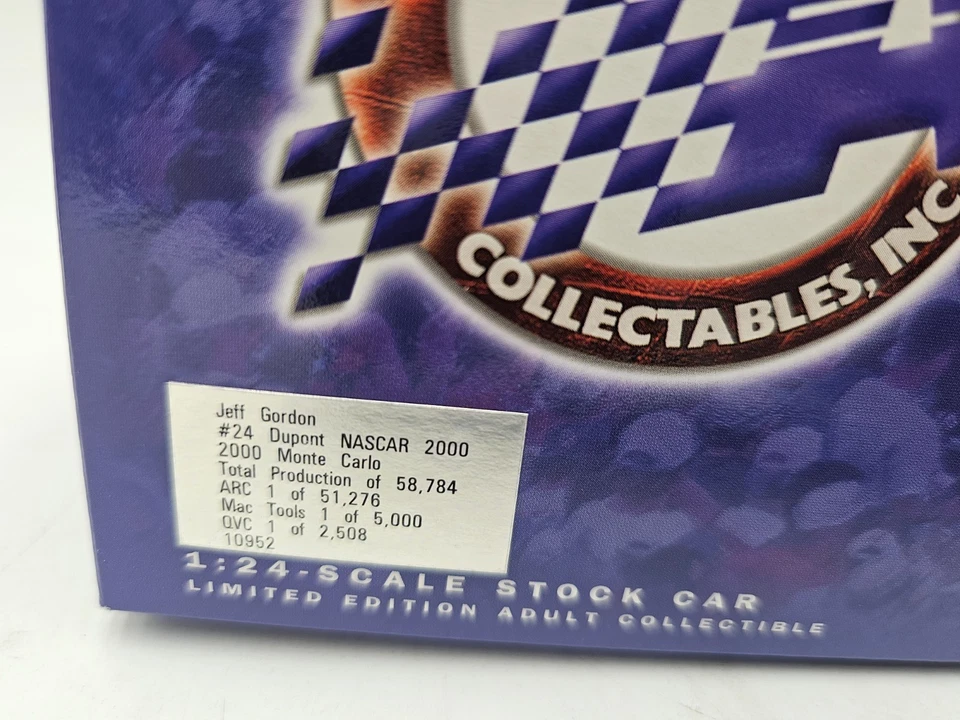 COLLECTABLES, INC
Jeff Gordon
#24 Dupont NASCAR 2000
2000 Monte Carlo
Total Production of 58,784
ARC 1 of 51,276
Mac Tools 1 of 5,000
QVC 1 of 2,508
10952
1:24-SCALE STOCK CAR
LIMITED EDITION ADULT COLLECTIBLE